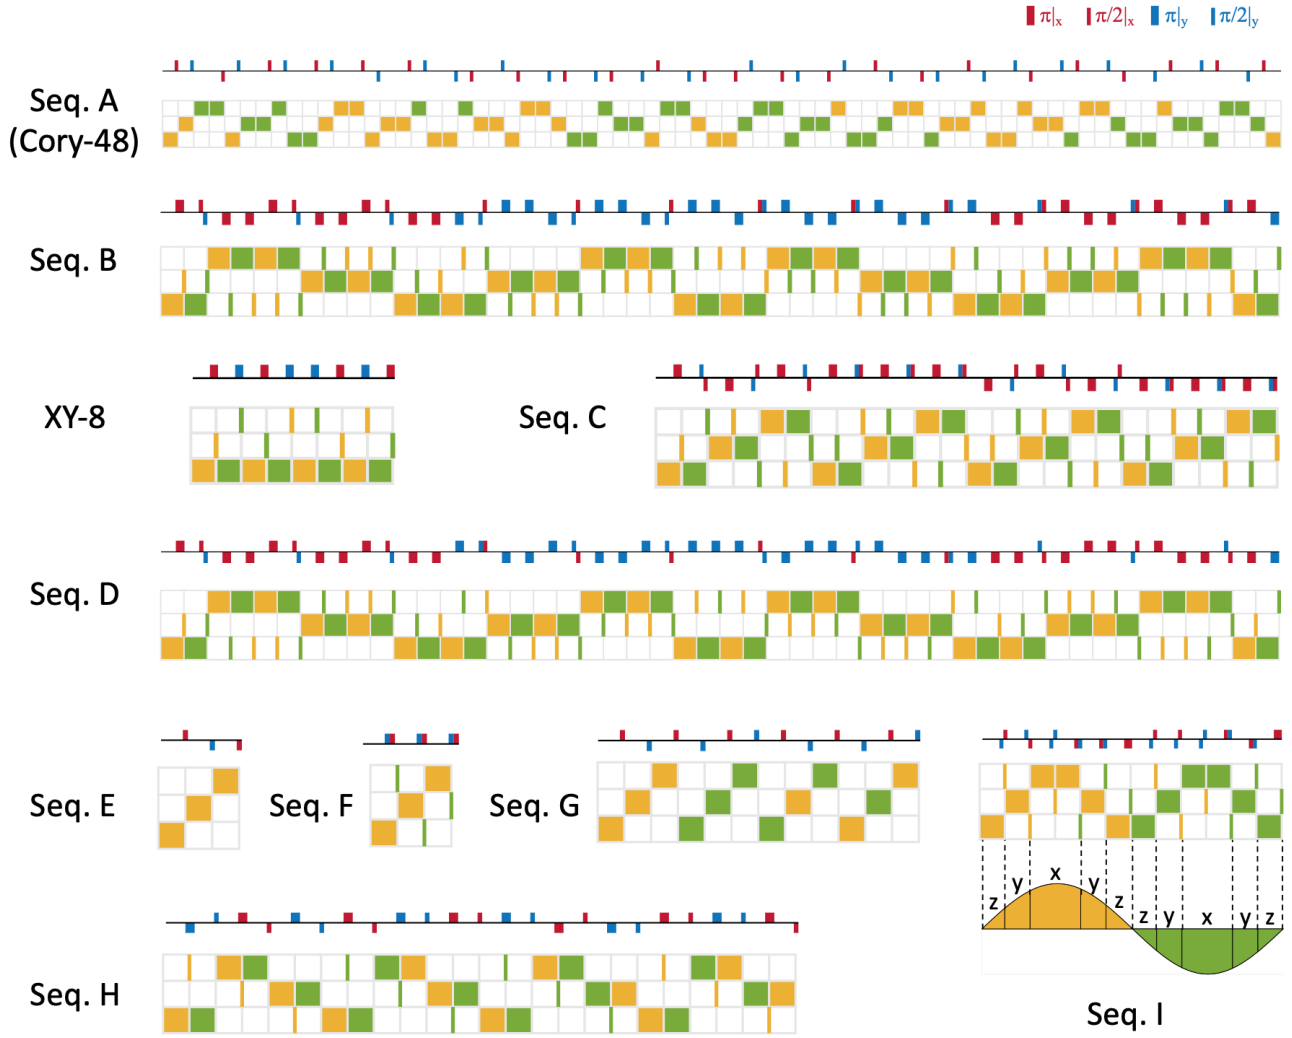 π|x π/2|x π|y π/2|y
Seq. A
(Cory-48)
Seq. B
XY-8
Seq. C
Seq. D
Seq. E
Seq. F
Seq. G
z y x y z z y x y z
Seq. H
Seq. I